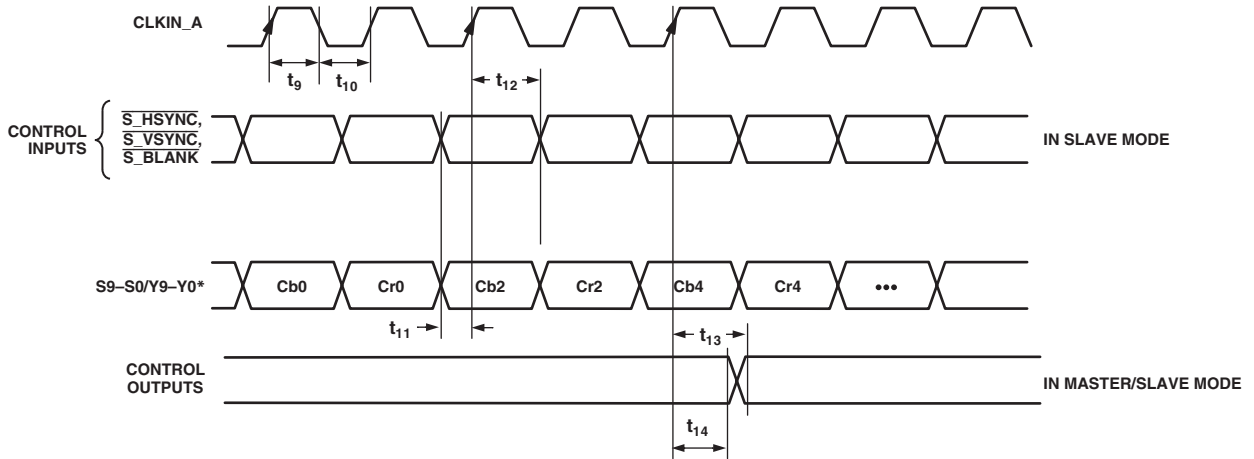 CLKIN_A
t9
t10
t12
CONTROL
INPUTS
S_HSYNC,
S_VSYNC,
S_BLANK
IN SLAVE MODE
S9–S0/Y9–Y0*
Cb0
Cr0
Cb2
Cr2
Cb4
Cr4
•••
t11
t13
CONTROL
OUTPUTS
IN MASTER/SLAVE MODE
t14